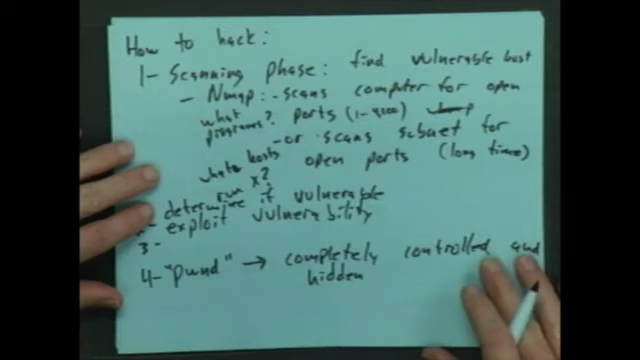 How to hack:
1- Scanning phase: find vulnerable host
- Nmap: - scans computer for open
what programs? ports (1-9000)
- or scans subnet for
what hosts run x? open ports (long time)
2- determine if vulnerable
3- exploit vulnerability
4- "pwnd" → completely controlled and
hidden